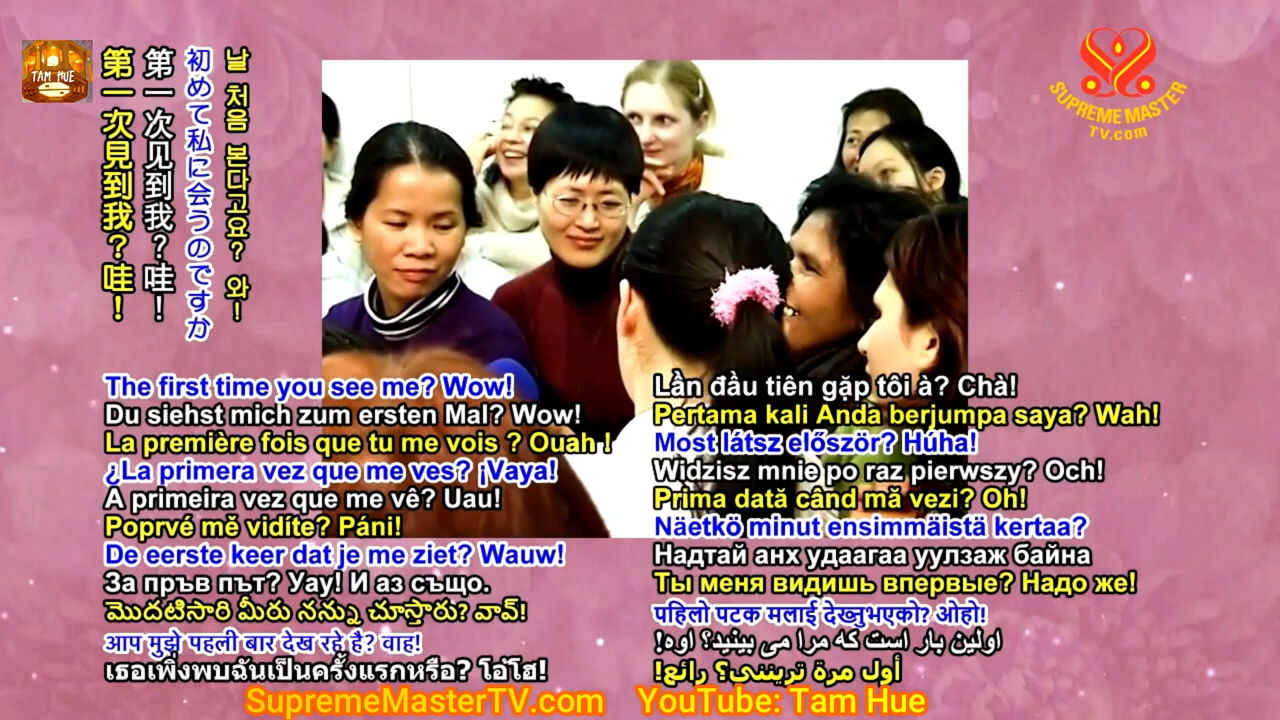 TAM HUE
第一次見到我？哇！
第一次见到我？哇！
初めて私に会うのですか
날 처음 본다고요? 와!
SUPREME MASTER
TV.com
The first time you see me? Wow!
Du siehst mich zum ersten Mal? Wow!
La première fois que tu me vois ? Ouah !
¿La primera vez que me ves? ¡Vaya!
A primeira vez que me vê? Uau!
Poprvé mě vidíte? Páni!
De eerste keer dat je me ziet? Wauw!
За пръв път? Уау! И аз също.
మొదటిసారి మీరు నన్ను చూస్తారు? వావ్!
आप मुझे पहली बार देख रहे है? वाह!
เธอเพิ่งพบฉันเป็นครั้งแรกหรือ? โอ้โฮ!
Lần đầu tiên gặp tôi à? Chà!
Pertama kali Anda berjumpa saya? Wah!
Most látsz először? Húha!
Widzisz mnie po raz pierwszy? Och!
Prima dată când mă vezi? Oh!
Näetkö minut ensimmäistä kertaa?
Надтай анх удаагаа уулзаж байна
Ты меня видишь впервые? Надо же!
पहिलो पटक मलाई देख्नुभएको? ओहो!
اولین بار است که مرا می بینید؟ اوه!
أول مرة ترينني؟ رائع!
SupremeMasterTV.com YouTube: Tam Hue